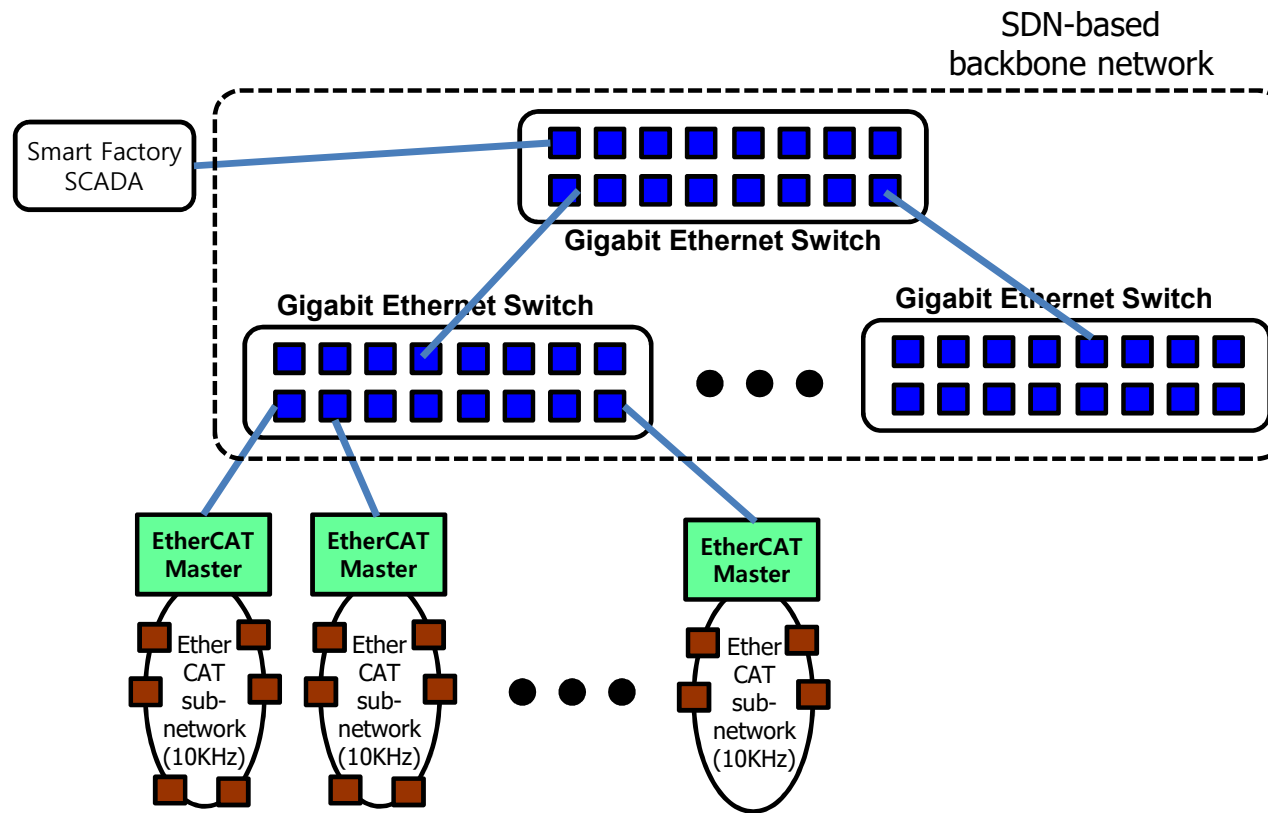 SDN-based
backbone network
Smart Factory
SCADA
Gigabit Ethernet Switch
Gigabit Ethernet Switch
Gigabit Ethernet Switch
EtherCAT
Master
EtherCAT
Master
EtherCAT
Master
Ether
CAT
sub-
network
(10KHz)
Ether
CAT
sub-
network
(10KHz)
Ether
CAT
sub-
network
(10KHz)